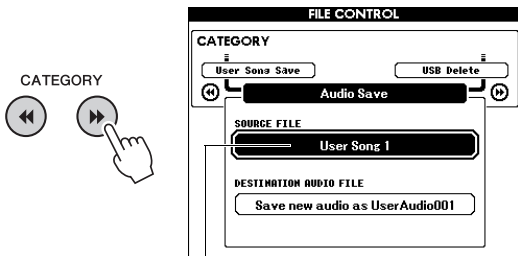 FILE CONTROL
CATEGORY
User Song Save
USB Delete
Audio Save
CATEGORY
SOURCE FILE
User Song 1
DESTINATION AUDIO FILE
Save new audio as UserAudio001